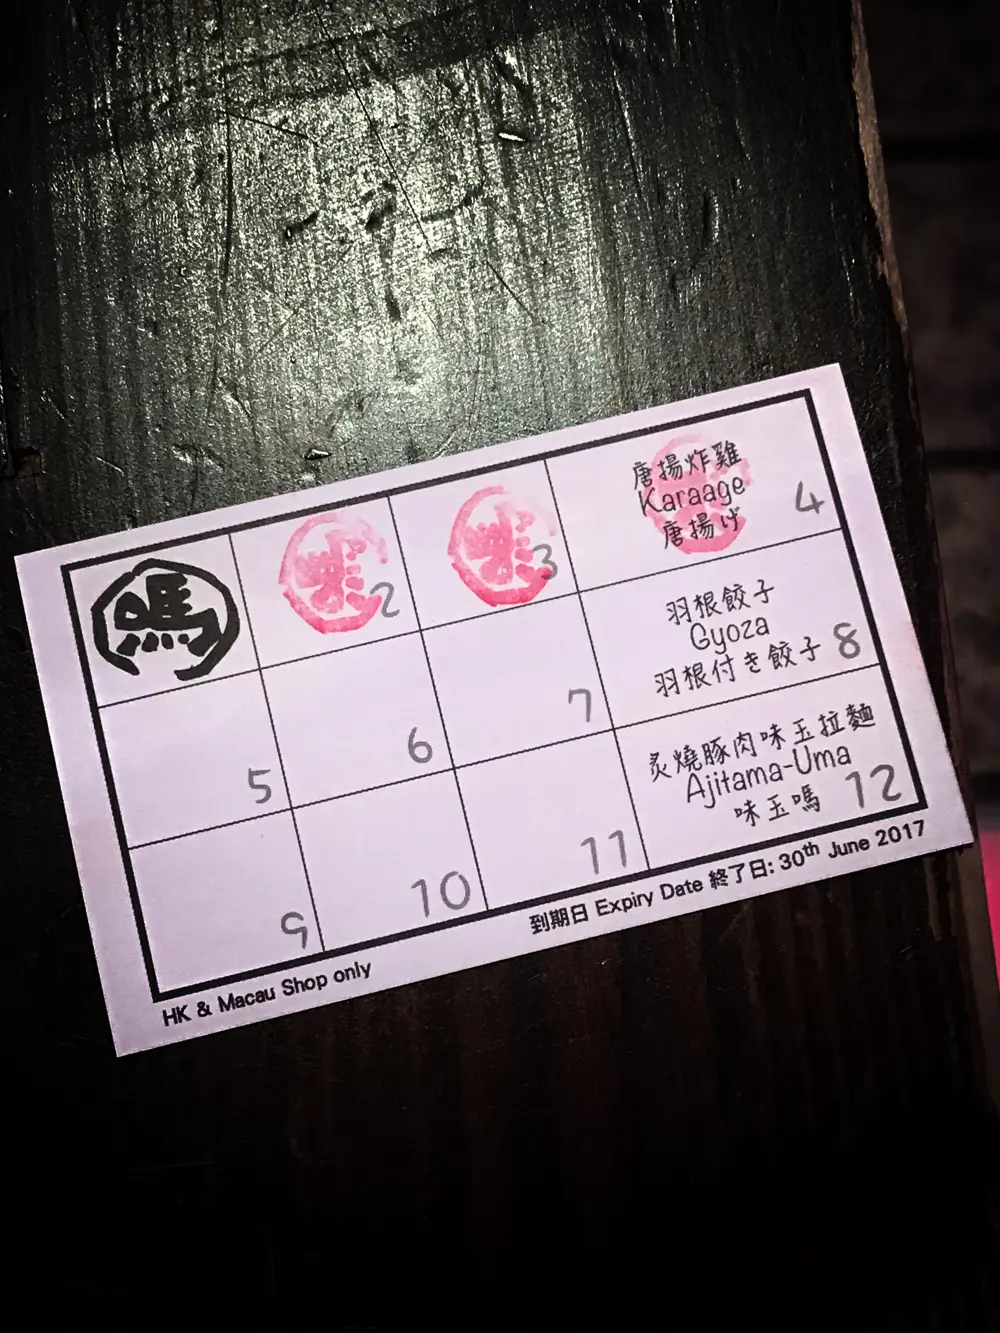 嗎
2
3
唐揚炸雞
Karaage
唐揚げ
4
5
6
7
羽根餃子
Gyoza
羽根付き餃子
8
9
10
11
炙燒豚肉味玉拉麵
Ajitama-Uma
味玉嗎
12
HK & Macau Shop only
到期日 Expiry Date 終了日: 30th June 2017